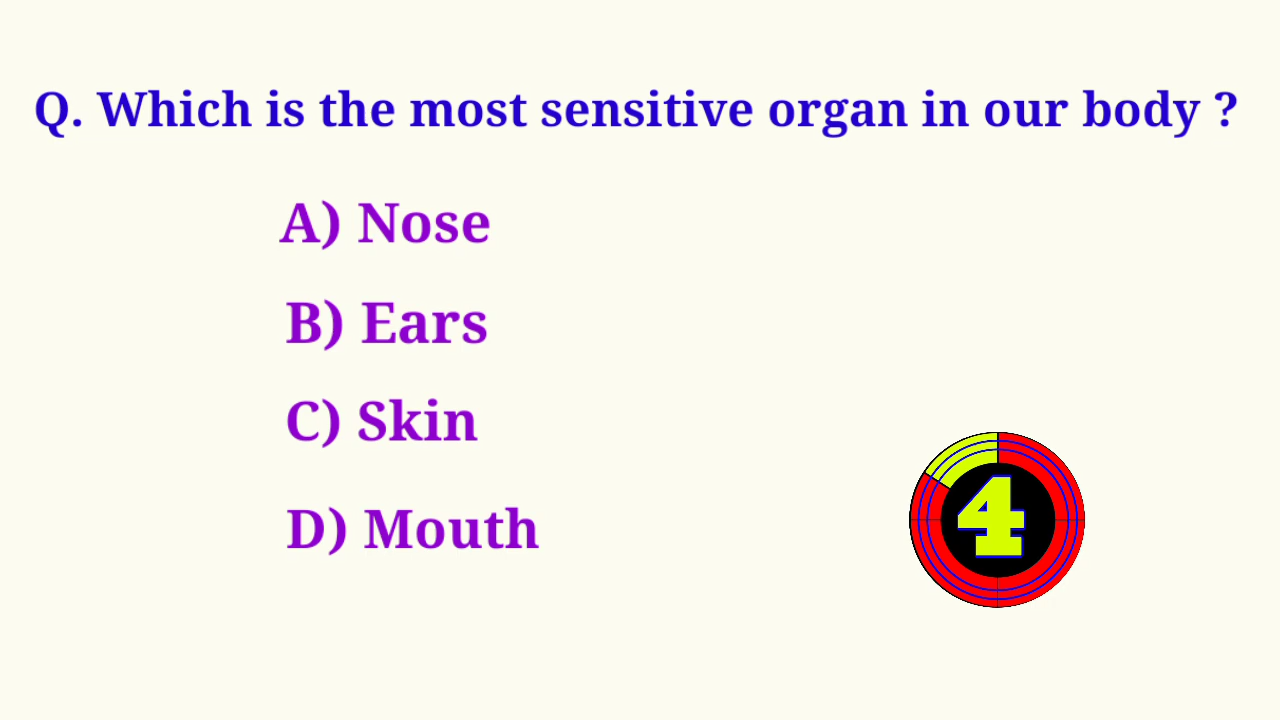 Q. Which is the most sensitive organ in our body ?
A) Nose
B) Ears
C) Skin
D) Mouth
4